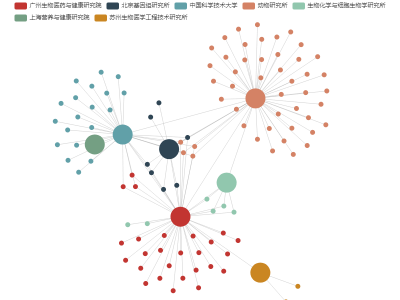 广州生物医药与健康研究院 北京基因组研究所 中国科学技术大学 动物研究所 生物化学与细胞生物学研究所
上海营养与健康研究院 苏州生物医学工程技术研究所